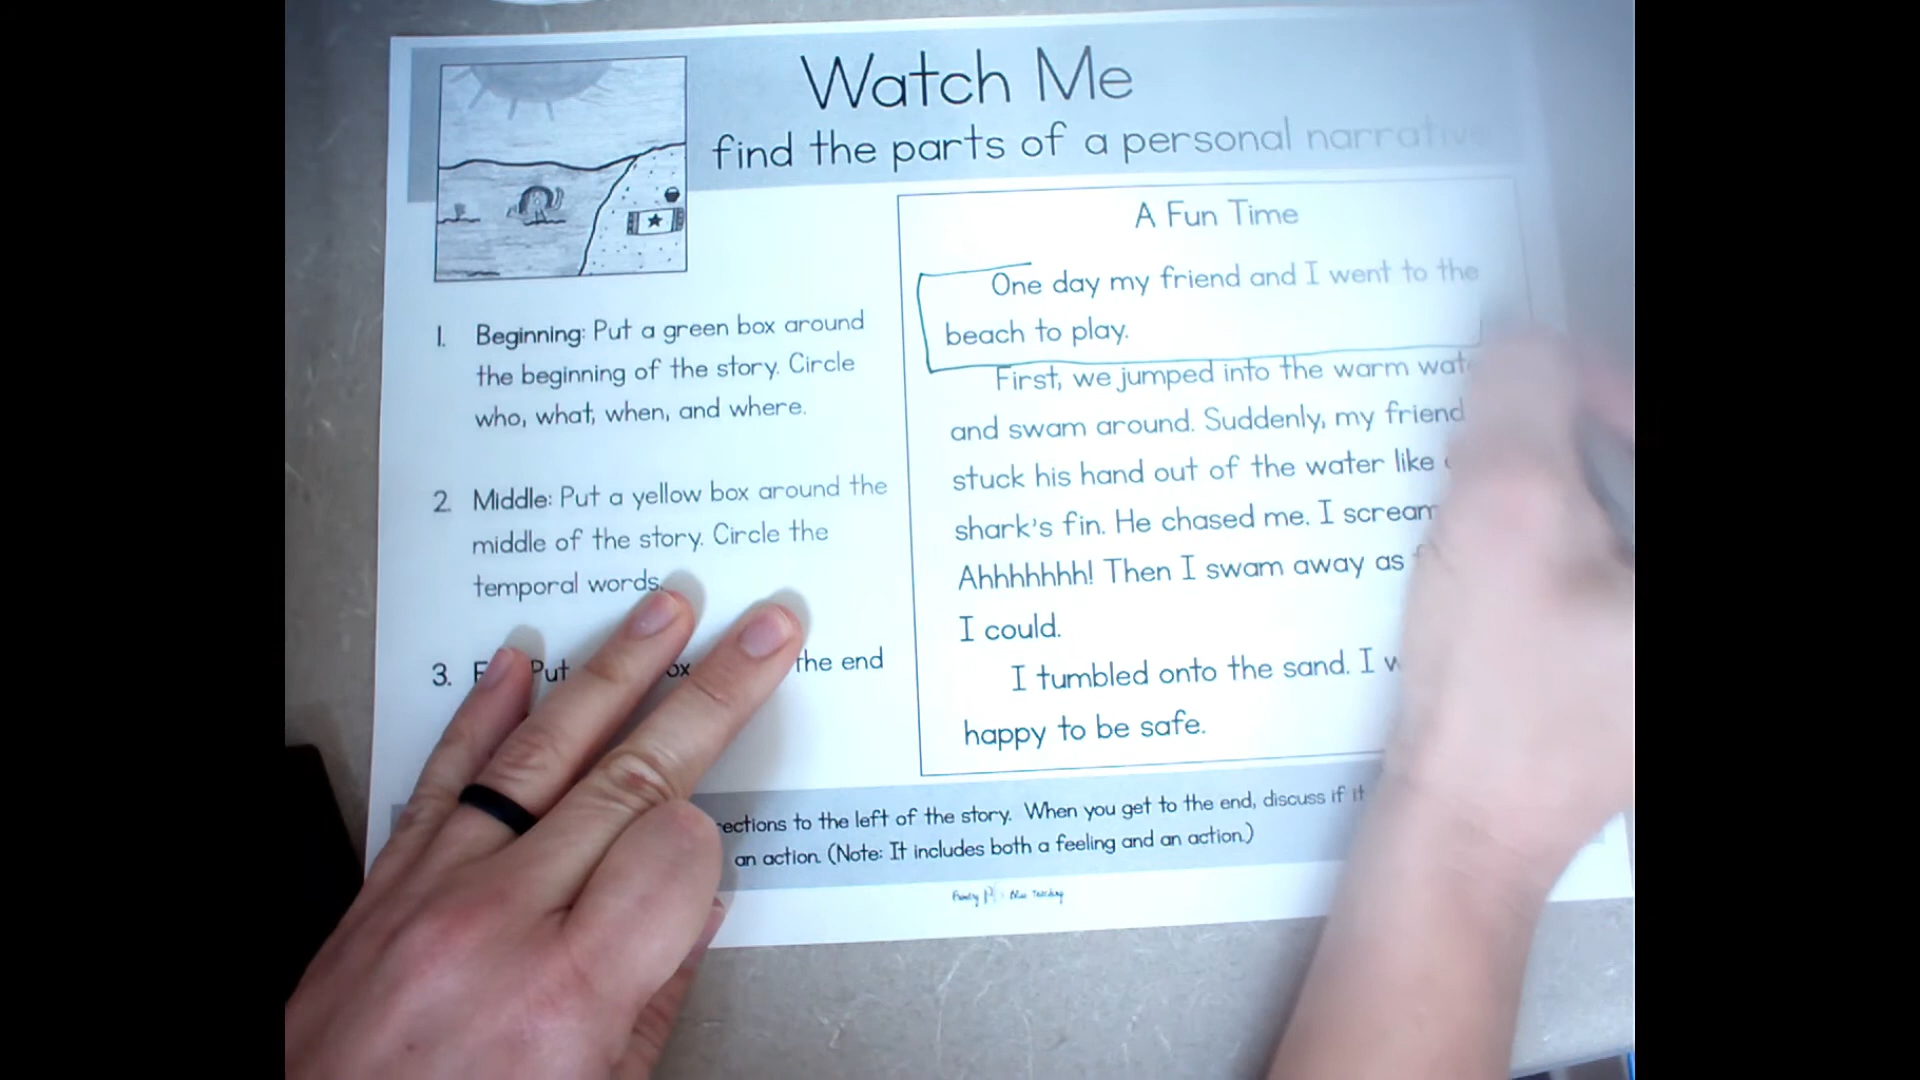 Watch Me
find the parts of a personal narrative
A Fun Time
One day my friend and I went to the
beach to play.
First, we jumped into the warm
and swam around. Suddenly, my friend
stuck his hand out of the water like
shark's fin. He chased me. I
Ahhhhhhh! Then I swam away as
I could.
I tumbled onto the sand. I
happy to be safe.
1. Beginning: Put a green box around
the beginning of the story. Circle
who, what, when, and where.
2. Middle: Put a yellow box around the
middle of the story. Circle the
temporal words.
3. Put the end
to the left of the story. When you get to the end, discuss if it
an action. (Note: It includes both a feeling and an action.)